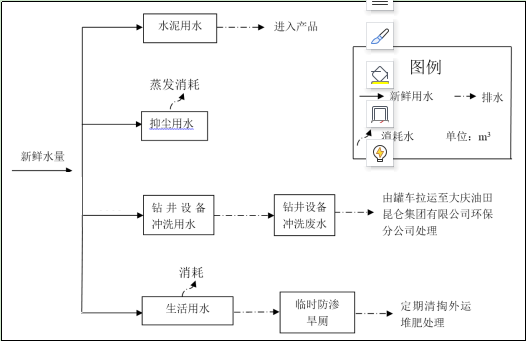 水泥用水
进入产品
图例
蒸发消耗
新鲜用水
排水
抑尘用水
消耗水
单位：m³
新鲜水量
钻井设备
冲洗用水
钻井设备
冲洗废水
由罐车拉运至大庆油田
昆仑集团有限公司环保
分公司处理
消耗
生活用水
临时防渗
旱厕
定期清掏外运
堆肥处理